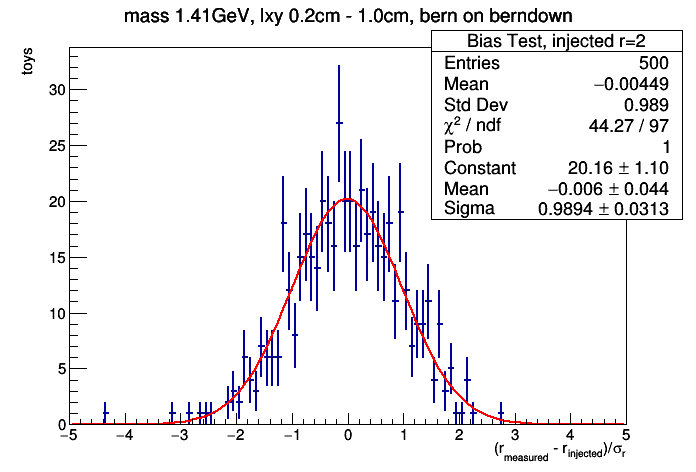 mass 1.41GeV, lxy 0.2cm - 1.0cm, bern on berndown
Bias Test, injected r=2
Entries 500
Mean −0.00449
Std Dev 0.989
χ² / ndf 44.27 / 97
Prob 1
Constant 20.16 ± 1.10
Mean −0.006 ± 0.044
Sigma 0.9894 ± 0.0313
toys
30
25
20
15
10
5
0
−5 −4 −3 −2 −1 0 1 2 3 4 5
(r_measured - r_injected)/σ_r